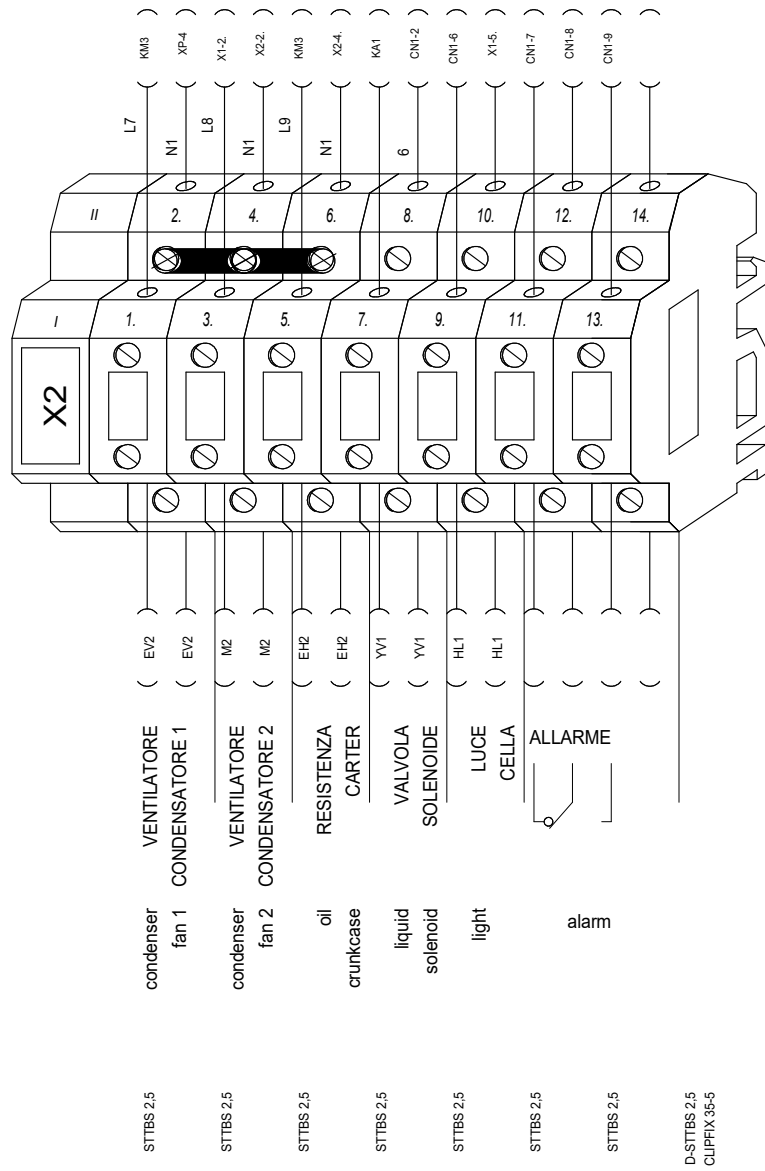 KM3
XP-4
X1-2.
X2-2.
KM3
X2-4.
KA1
CN1-2
CN1-6
X1-5.
CN1-7
CN1-8
CN1-9
L7
N1
L8
N1
L9
N1
6
II
2.
4.
6.
8.
10.
12.
14.
I
1.
3.
5.
7.
9.
11.
13.
X2
EV2
EV2
M2
M2
EH2
EH2
YV1
YV1
HL1
HL1
VENTILATORE
CONDENSATORE 1
VENTILATORE
CONDENSATORE 2
RESISTENZA
CARTER
VALVOLA
SOLENOIDE
LUCE
CELLA
ALLARME
condenser
fan 1
condenser
fan 2
oil
crunkcase
liquid
solenoid
light
alarm
STTBS 2,5
STTBS 2,5
STTBS 2,5
STTBS 2,5
STTBS 2,5
STTBS 2,5
STTBS 2,5
D-STTBS 2,5
CLIPFIX 35-5